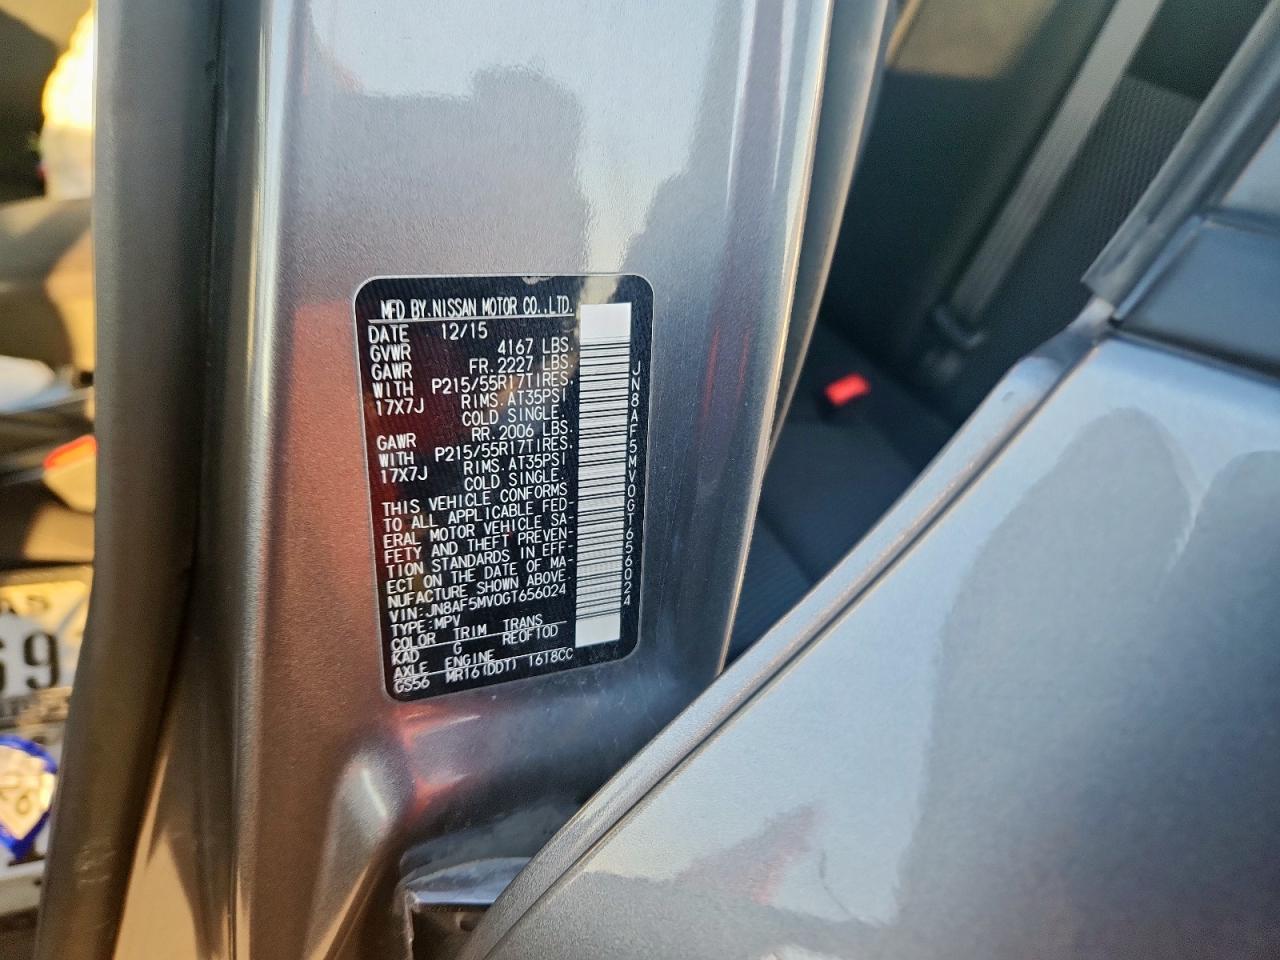 MFD BY.NISSAN MOTOR CO.,LTD.
DATE 12/15
GVWR 4167 LBS.
GAWR FR.2227 LBS.
WITH P215/55R17TIRES,
17X7J RIMS.AT35PSI
COLD SINGLE.
GAWR RR.2006 LBS.
WITH P215/55R17TIRES,
17X7J RIMS.AT35PSI
COLD SINGLE.
THIS VEHICLE CONFORMS
TO ALL APPLICABLE FED-
ERAL MOTOR VEHICLE SA-
FETY AND THEFT PREVEN-
TION STANDARDS IN EFF-
ECT ON THE DATE OF MA-
NUFACTURE SHOWN ABOVE.
VIN:JN8AF5MV0GT656024
TYPE:MPV
COLOR TRIM TRANS
KAD G RE0F10D
AXLE ENGINE
GS56 MR16(DDT) 1618CC
JN8AF5MV0GT656024
69
26